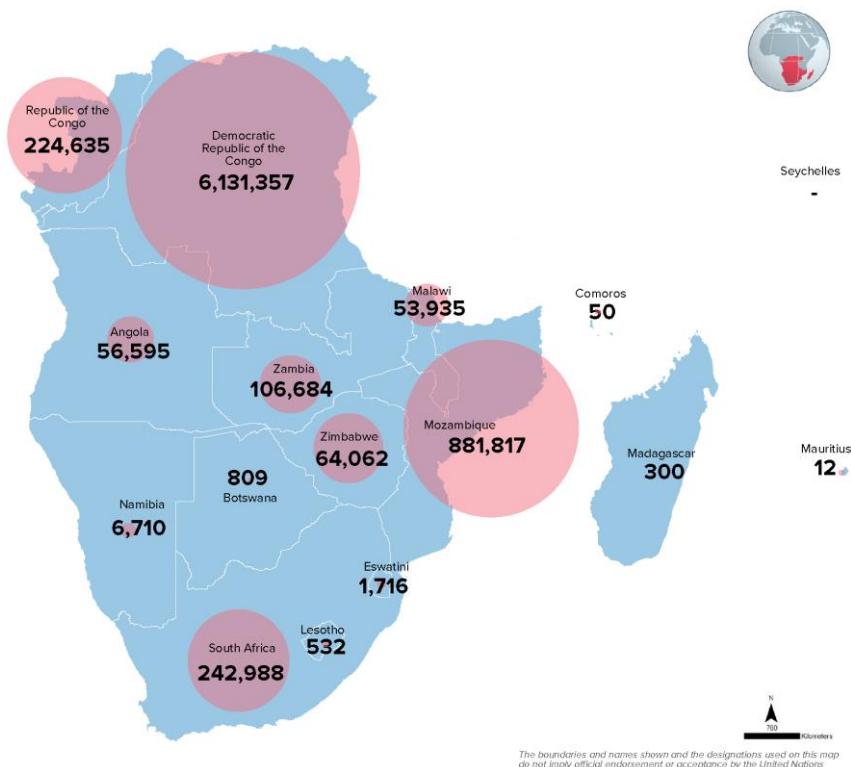 Republic of the
Congo
224,635
Democratic
Republic of the
Congo
6,131,357
Seychelles
-
Malawi
53,935
Comoros
50
Angola
56,595
Zambia
106,684
Mozambique
881,817
Zimbabwe
64,062
Madagascar
300
Mauritius
12
809
Botswana
Namibia
6,710
Eswatini
1,716
Lesotho
532
South Africa
242,988
N
760
Kilometers
The boundaries and names shown and the designations used on this map
do not imply official endorsement or acceptance by the United Nations